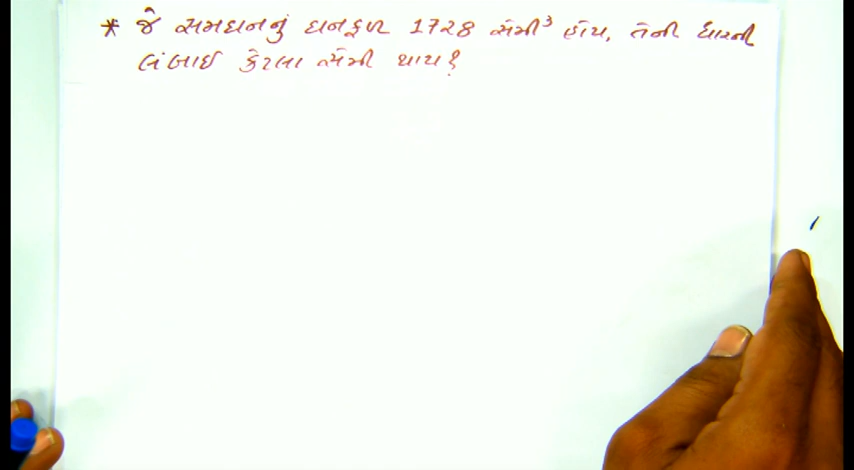 * જે સમઘનનું ઘનફળ 1728 સેમી³ હોય, તેની ધારની
લંબાઈ કેટલા સેમી થાય?